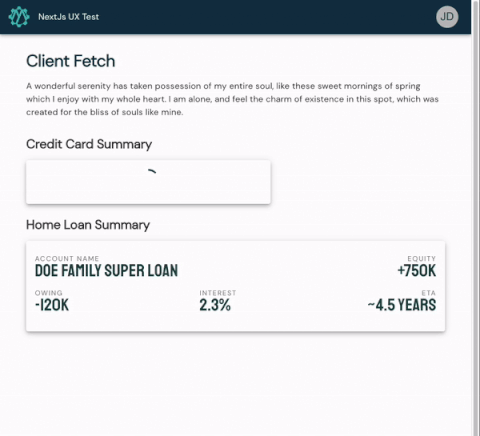 NextJs UX Test
JD
Client Fetch
A wonderful serenity has taken possession of my entire soul, like these sweet mornings of spring
which I enjoy with my whole heart. I am alone, and feel the charm of existence in this spot, which was
created for the bliss of souls like mine.
Credit Card Summary
Home Loan Summary
ACCOUNT NAME EQUITY
DOE FAMILY SUPER LOAN +750K
OWING INTEREST ETA
-120K 2.3% ~4.5 YEARS